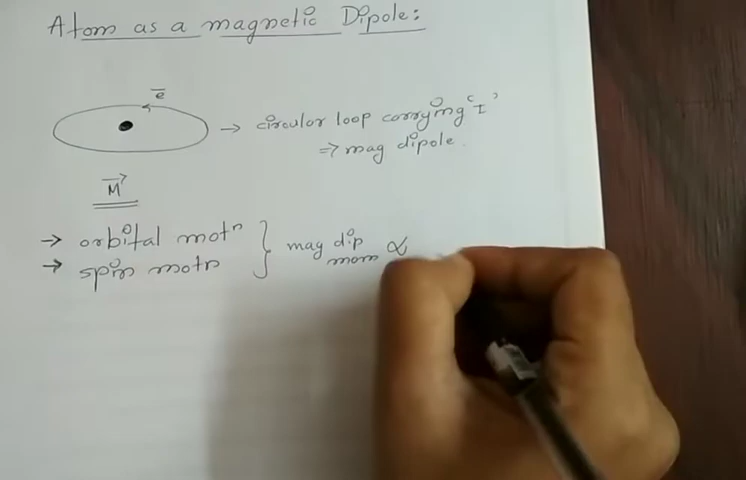 Atom as a magnetic Dipole:
e̅
→ circular loop carrying 'I'
⇒ mag dipole.
M⃗
→ orbital motⁿ
→ spin motn
} mag dip mom ∝